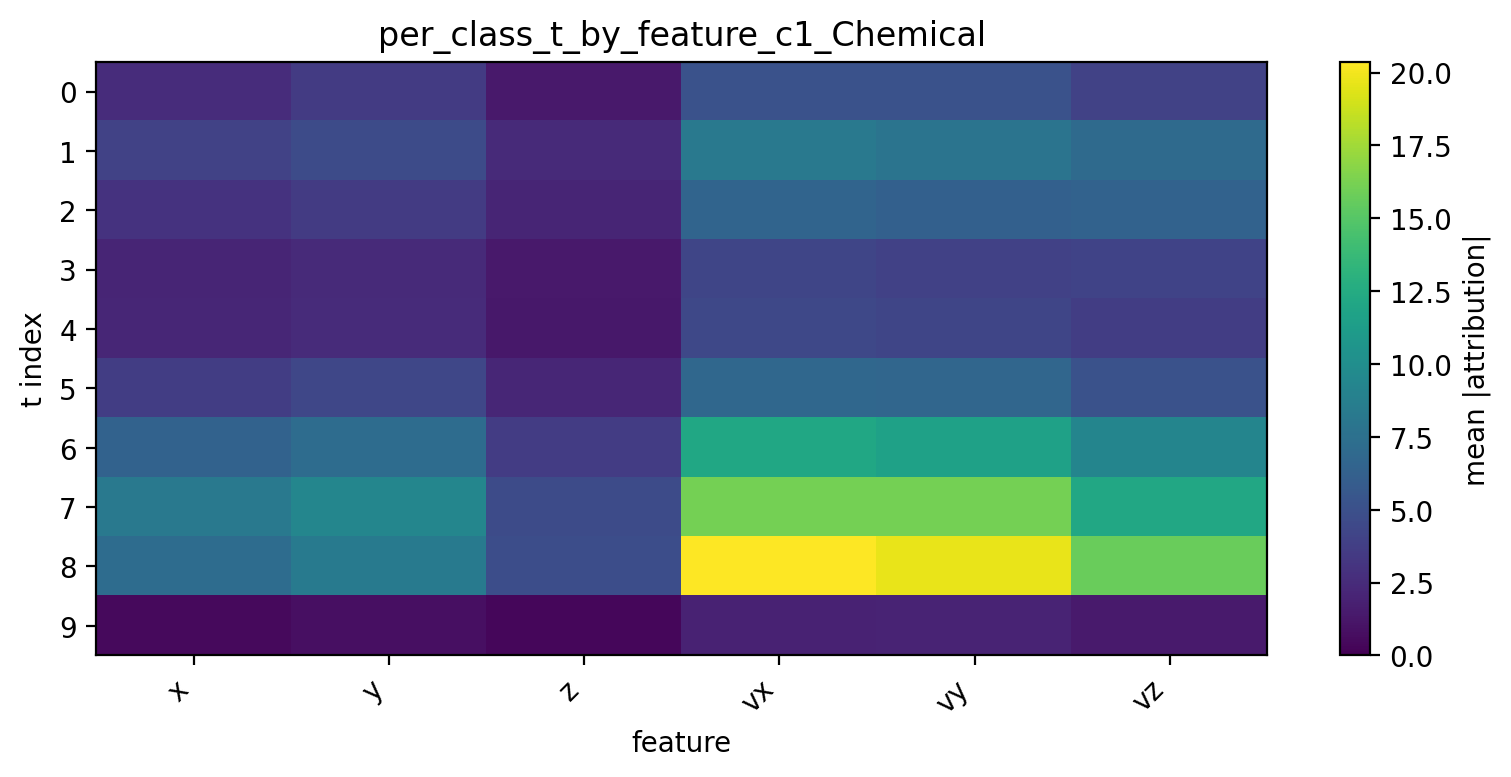 per_class_t_by_feature_c1_Chemical
t index
0
1
2
3
4
5
6
7
8
9
x
y
z
vx
vy
vz
feature
20.0
17.5
15.0
12.5
10.0
7.5
5.0
2.5
0.0
mean |attribution|